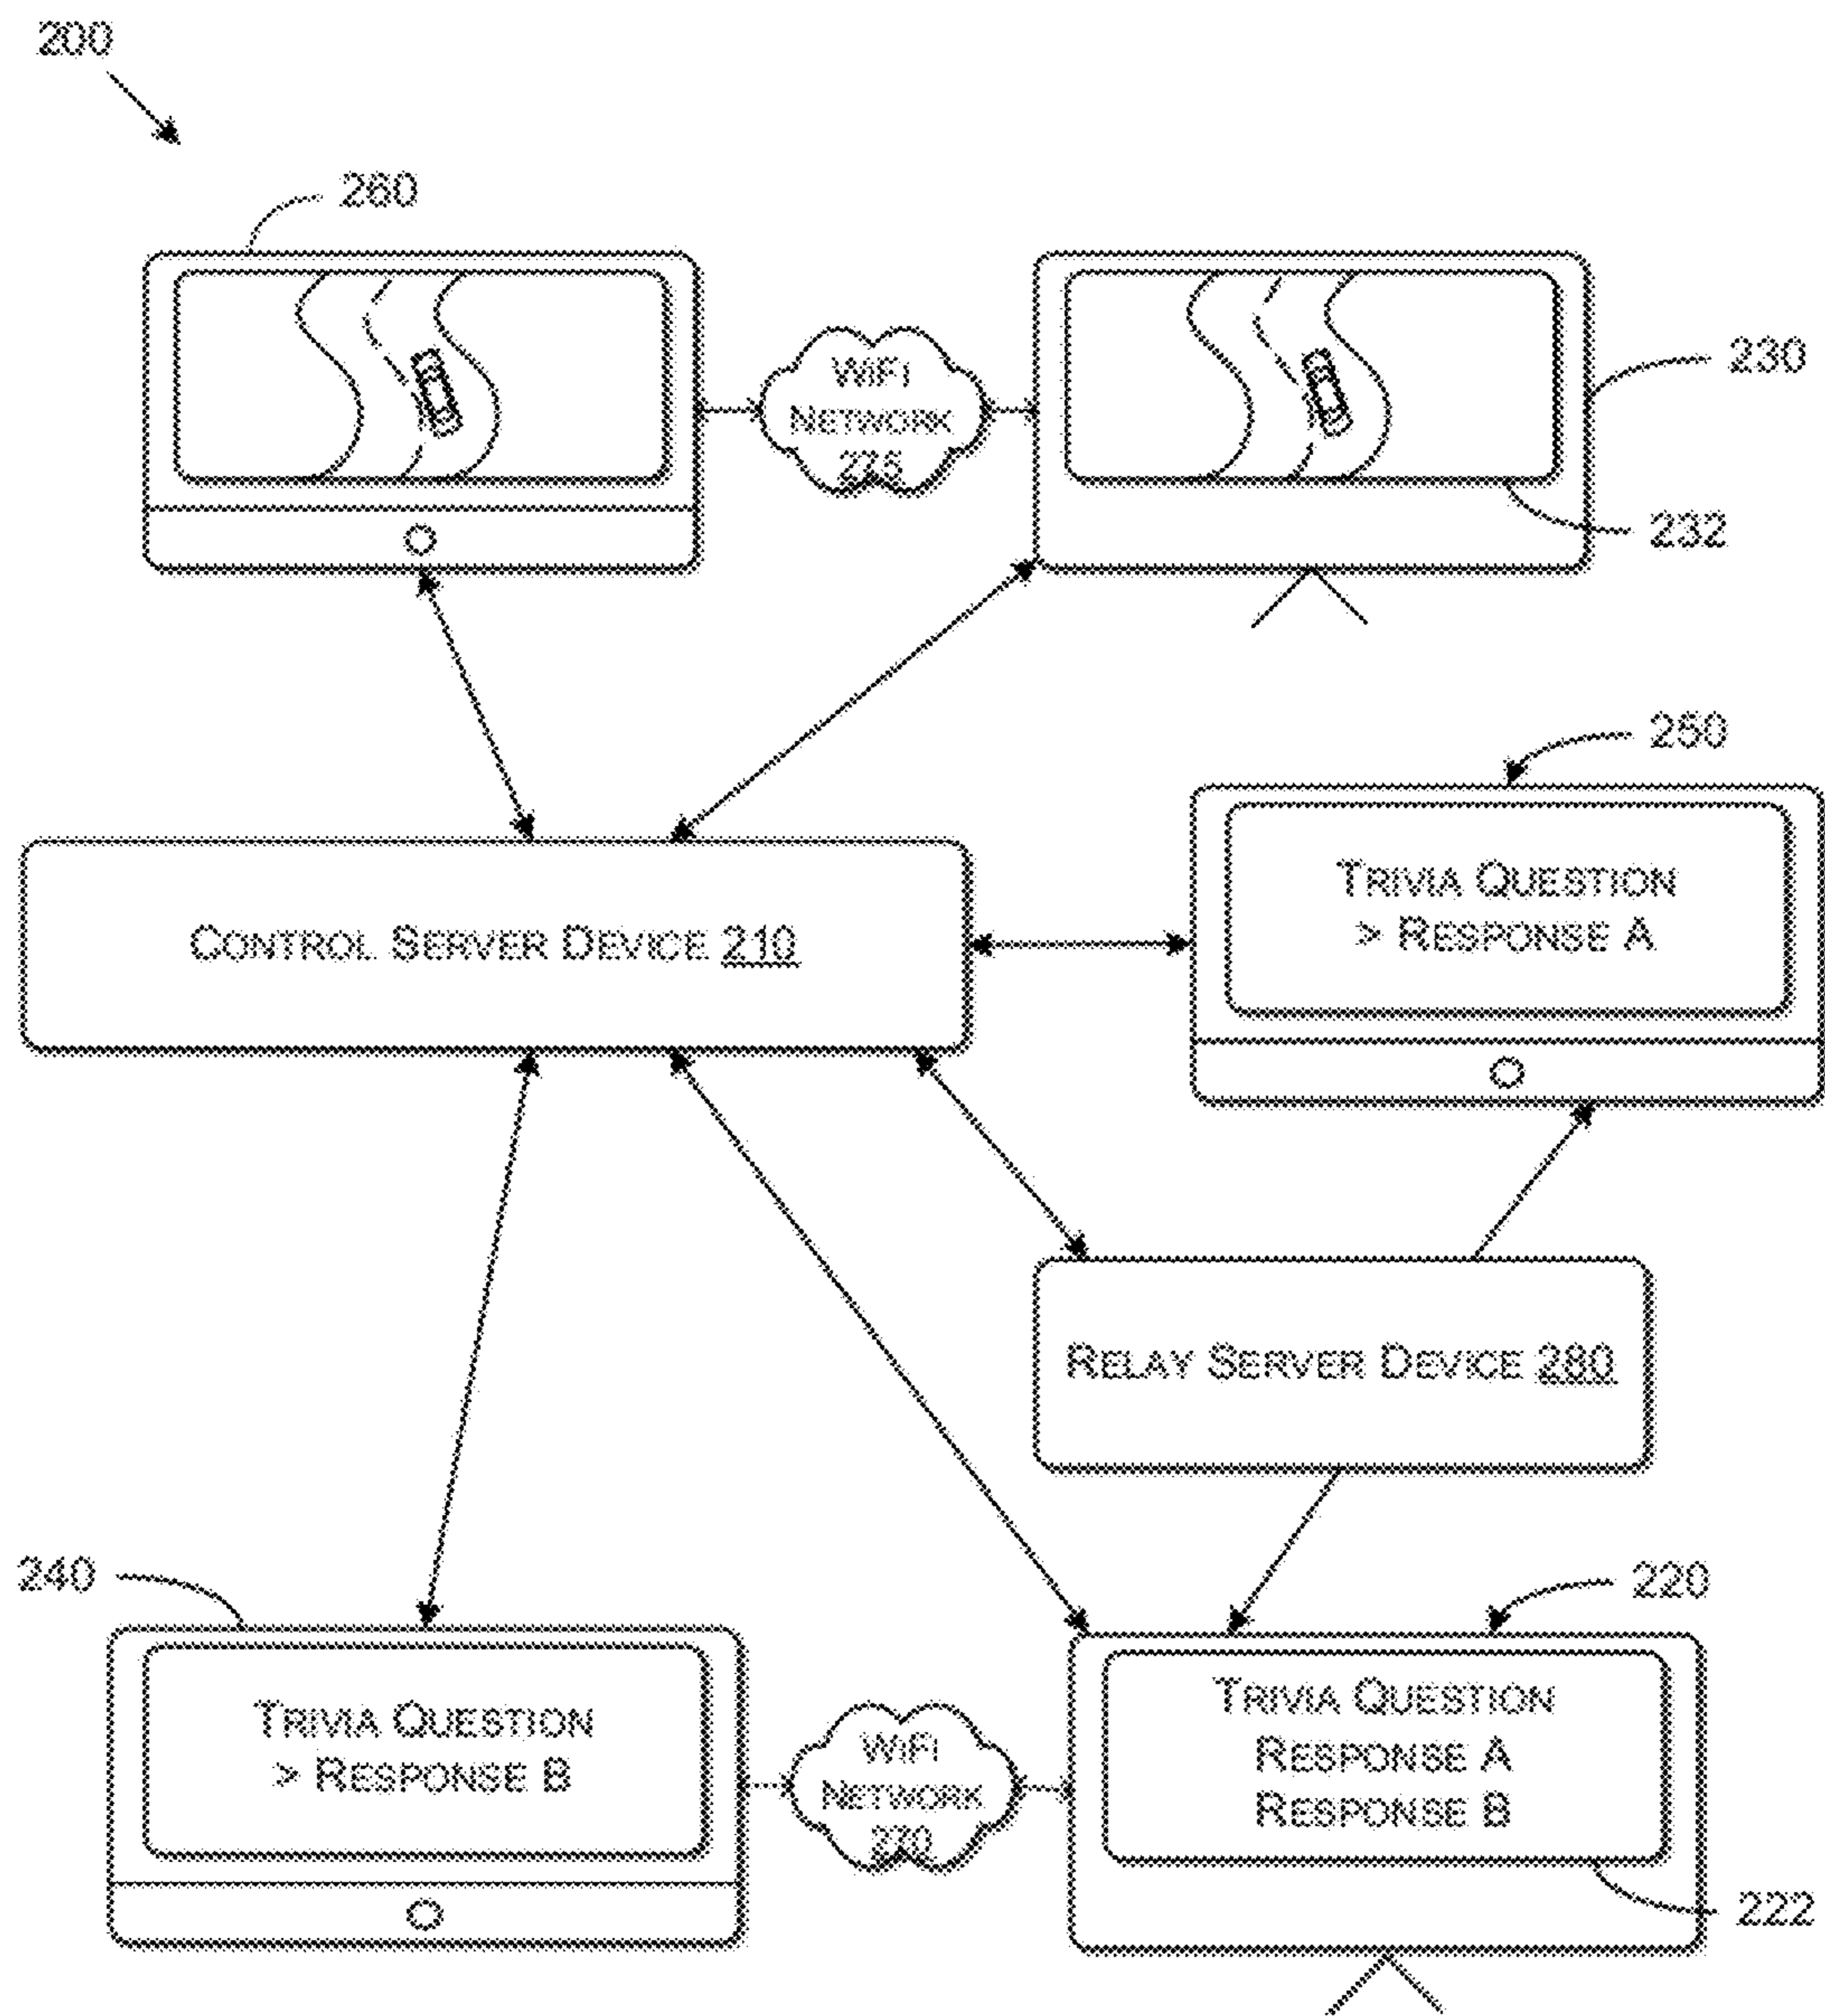 200
260
WIFI
NETWORK
275
230
232
250
TRIVIA QUESTION
> RESPONSE A
CONTROL SERVER DEVICE 210
RELAY SERVER DEVICE 280
240
220
TRIVIA QUESTION
> RESPONSE B
WIFI
NETWORK
270
TRIVIA QUESTION
RESPONSE A
RESPONSE B
222